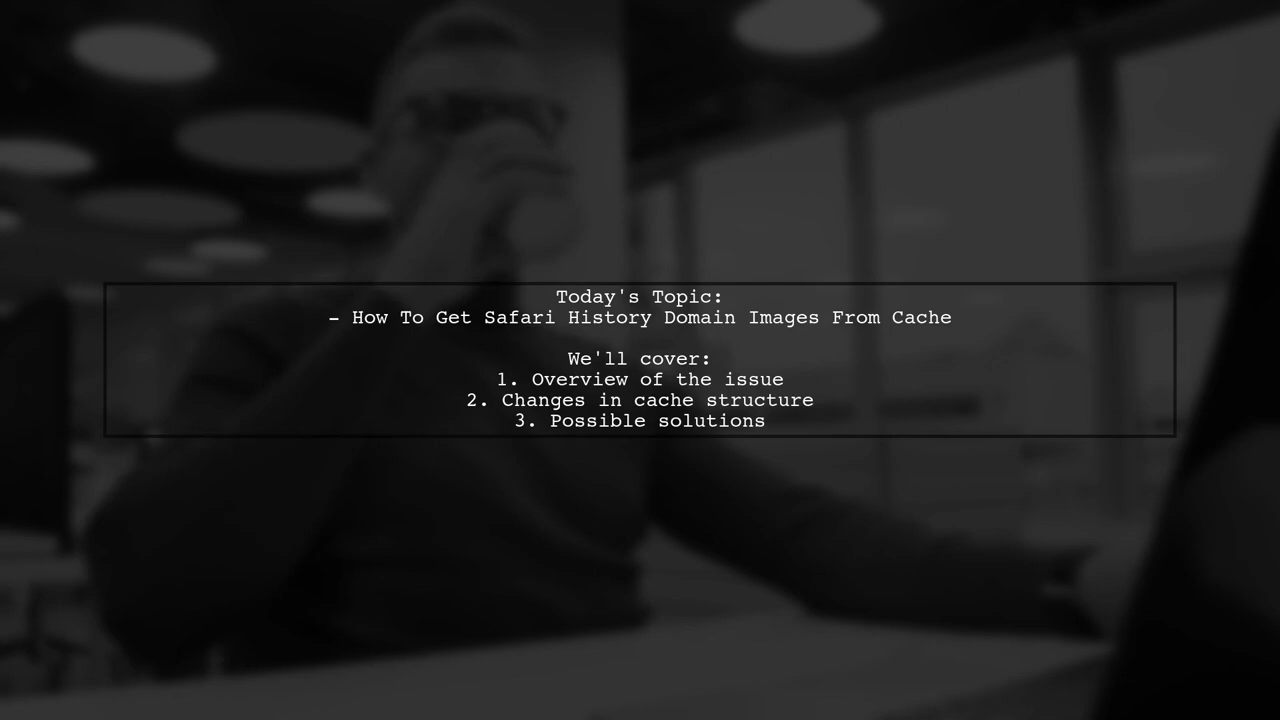 Today's Topic:
- How To Get Safari History Domain Images From Cache
We'll cover:
1. Overview of the issue
2. Changes in cache structure
3. Possible solutions